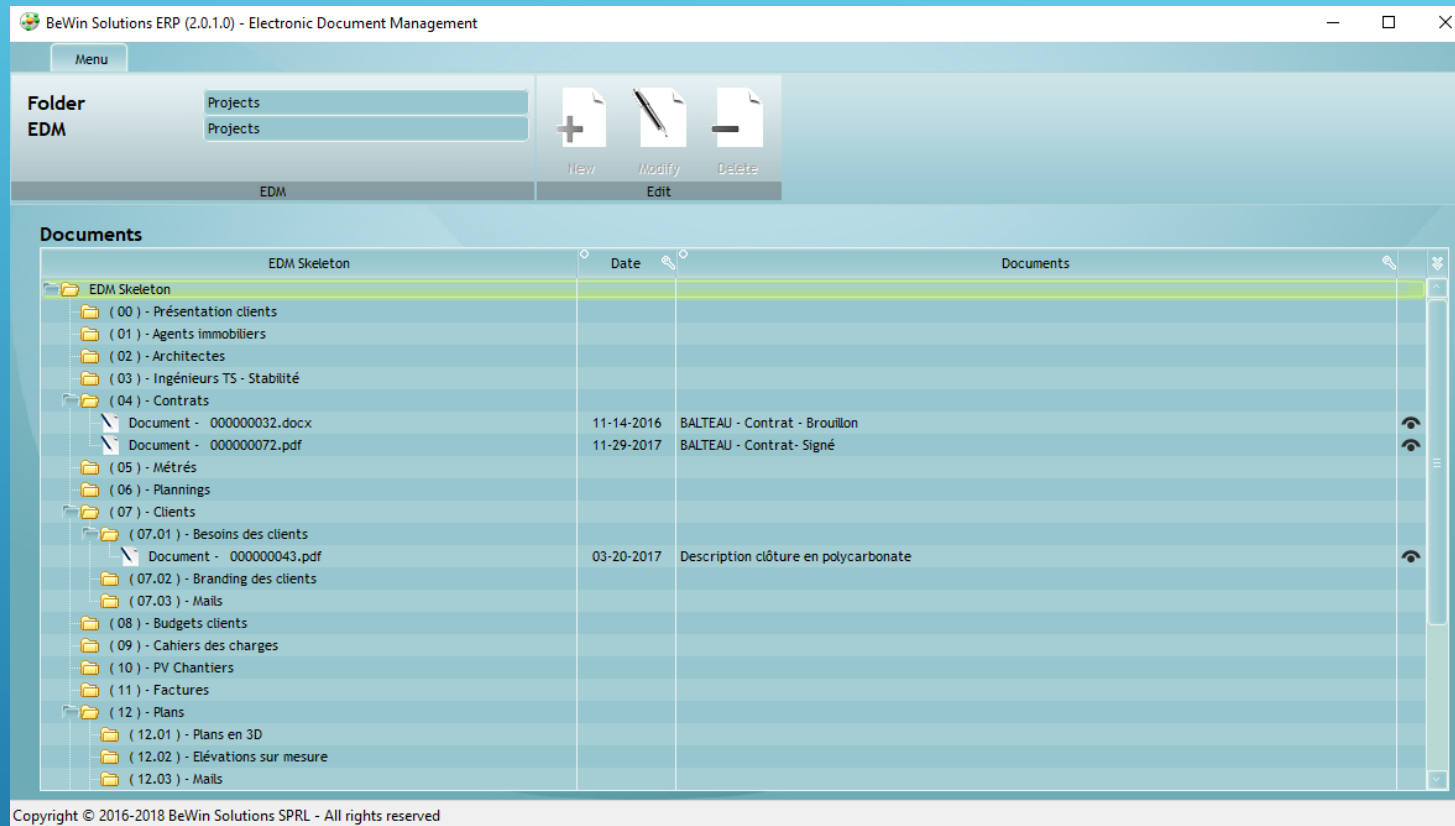 BeWin Solutions ERP (2.0.1.0) - Electronic Document Management
Menu
Folder Projects
EDM Projects
New Modify Delete
EDM Edit
Documents
EDM Skeleton Date Documents
EDM Skeleton
( 00 ) - Présentation clients
( 01 ) - Agents immobiliers
( 02 ) - Architectes
( 03 ) - Ingénieurs TS - Stabilité
( 04 ) - Contrats
Document - 000000032.docx 11-14-2016 BALTEAU - Contrat - Brouillon
Document - 000000072.pdf 11-29-2017 BALTEAU - Contrat- Signé
( 05 ) - Métrés
( 06 ) - Plannings
( 07 ) - Clients
( 07.01 ) - Besoins des clients
Document - 000000043.pdf 03-20-2017 Description clôture en polycarbonate
( 07.02 ) - Branding des clients
( 07.03 ) - Mails
( 08 ) - Budgets clients
( 09 ) - Cahiers des charges
( 10 ) - PV Chantiers
( 11 ) - Factures
( 12 ) - Plans
( 12.01 ) - Plans en 3D
( 12.02 ) - Elévations sur mesure
( 12.03 ) - Mails
Copyright © 2016-2018 BeWin Solutions SPRL - All rights reserved